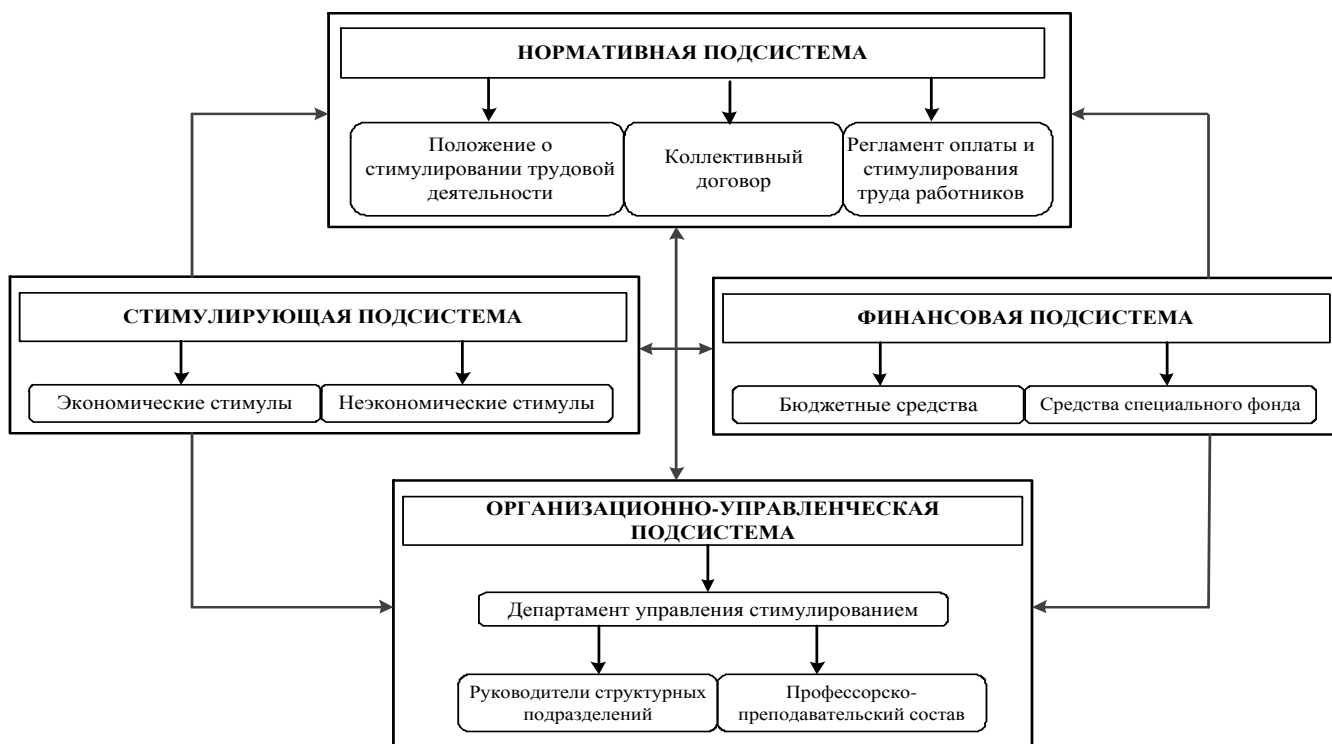 НОРМАТИВНАЯ ПОДСИСТЕМА
Положение о
стимулировании трудовой
деятельности
Коллективный
договор
Регламент оплаты и
стимулирования
труда работников
СТИМУЛИРУЮЩАЯ ПОДСИСТЕМА
Экономические стимулы
Неэкономические стимулы
ФИНАНСОВАЯ ПОДСИСТЕМА
Бюджетные средства
Средства специального фонда
ОРГАНИЗАЦИОННО-УПРАВЛЕНЧЕСКАЯ
ПОДСИСТЕМА
Департамент управления стимулированием
Руководители структурных
подразделений
Профессорско-
преподавательский состав